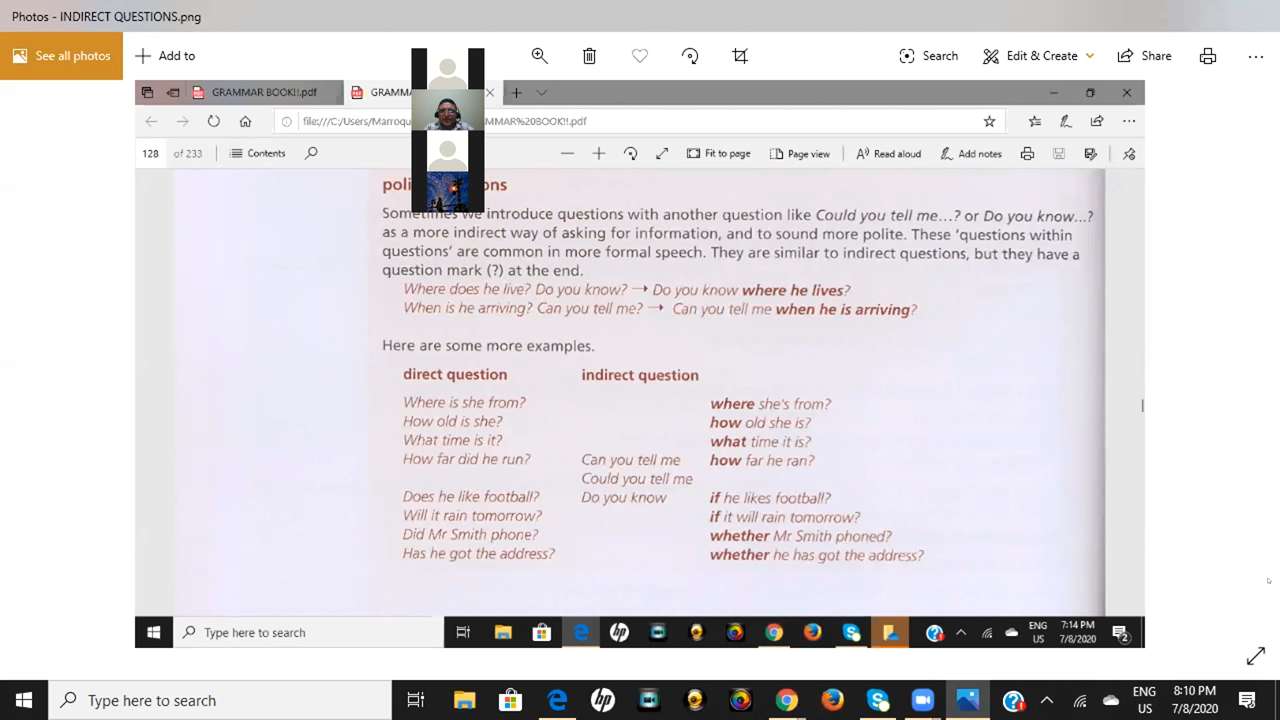 Photos - INDIRECT QUESTIONS.png
See all photos
Add to
Search
Edit & Create
Share
GRAMMAR BOOK!!.pdf
file:///C:/Users/Marroqu
128 of 233
Contents
Fit to page
Page view
Read aloud
Add notes
Sometimes we introduce questions with another question like Could you tell me...? or Do you know...?
as a more indirect way of asking for information, and to sound more polite. These 'questions within
questions' are common in more formal speech. They are similar to indirect questions, but they have a
question mark (?) at the end.
Where does he live? Do you know? → Do you know where he lives?
When is he arriving? Can you tell me? → Can you tell me when he is arriving?
Here are some more examples.
direct question indirect question
Where is she from? where she's from?
How old is she? how old she is?
What time is it? what time it is?
How far did he run? Can you tell me how far he ran?
Could you tell me
Does he like football? Do you know if he likes football?
Will it rain tomorrow? if it will rain tomorrow?
Did Mr Smith phone? whether Mr Smith phoned?
Has he got the address? whether he has got the address?
Type here to search
ENG
US
7:14 PM
7/8/2020
2
Type here to search
ENG
US
8:10 PM
7/8/2020